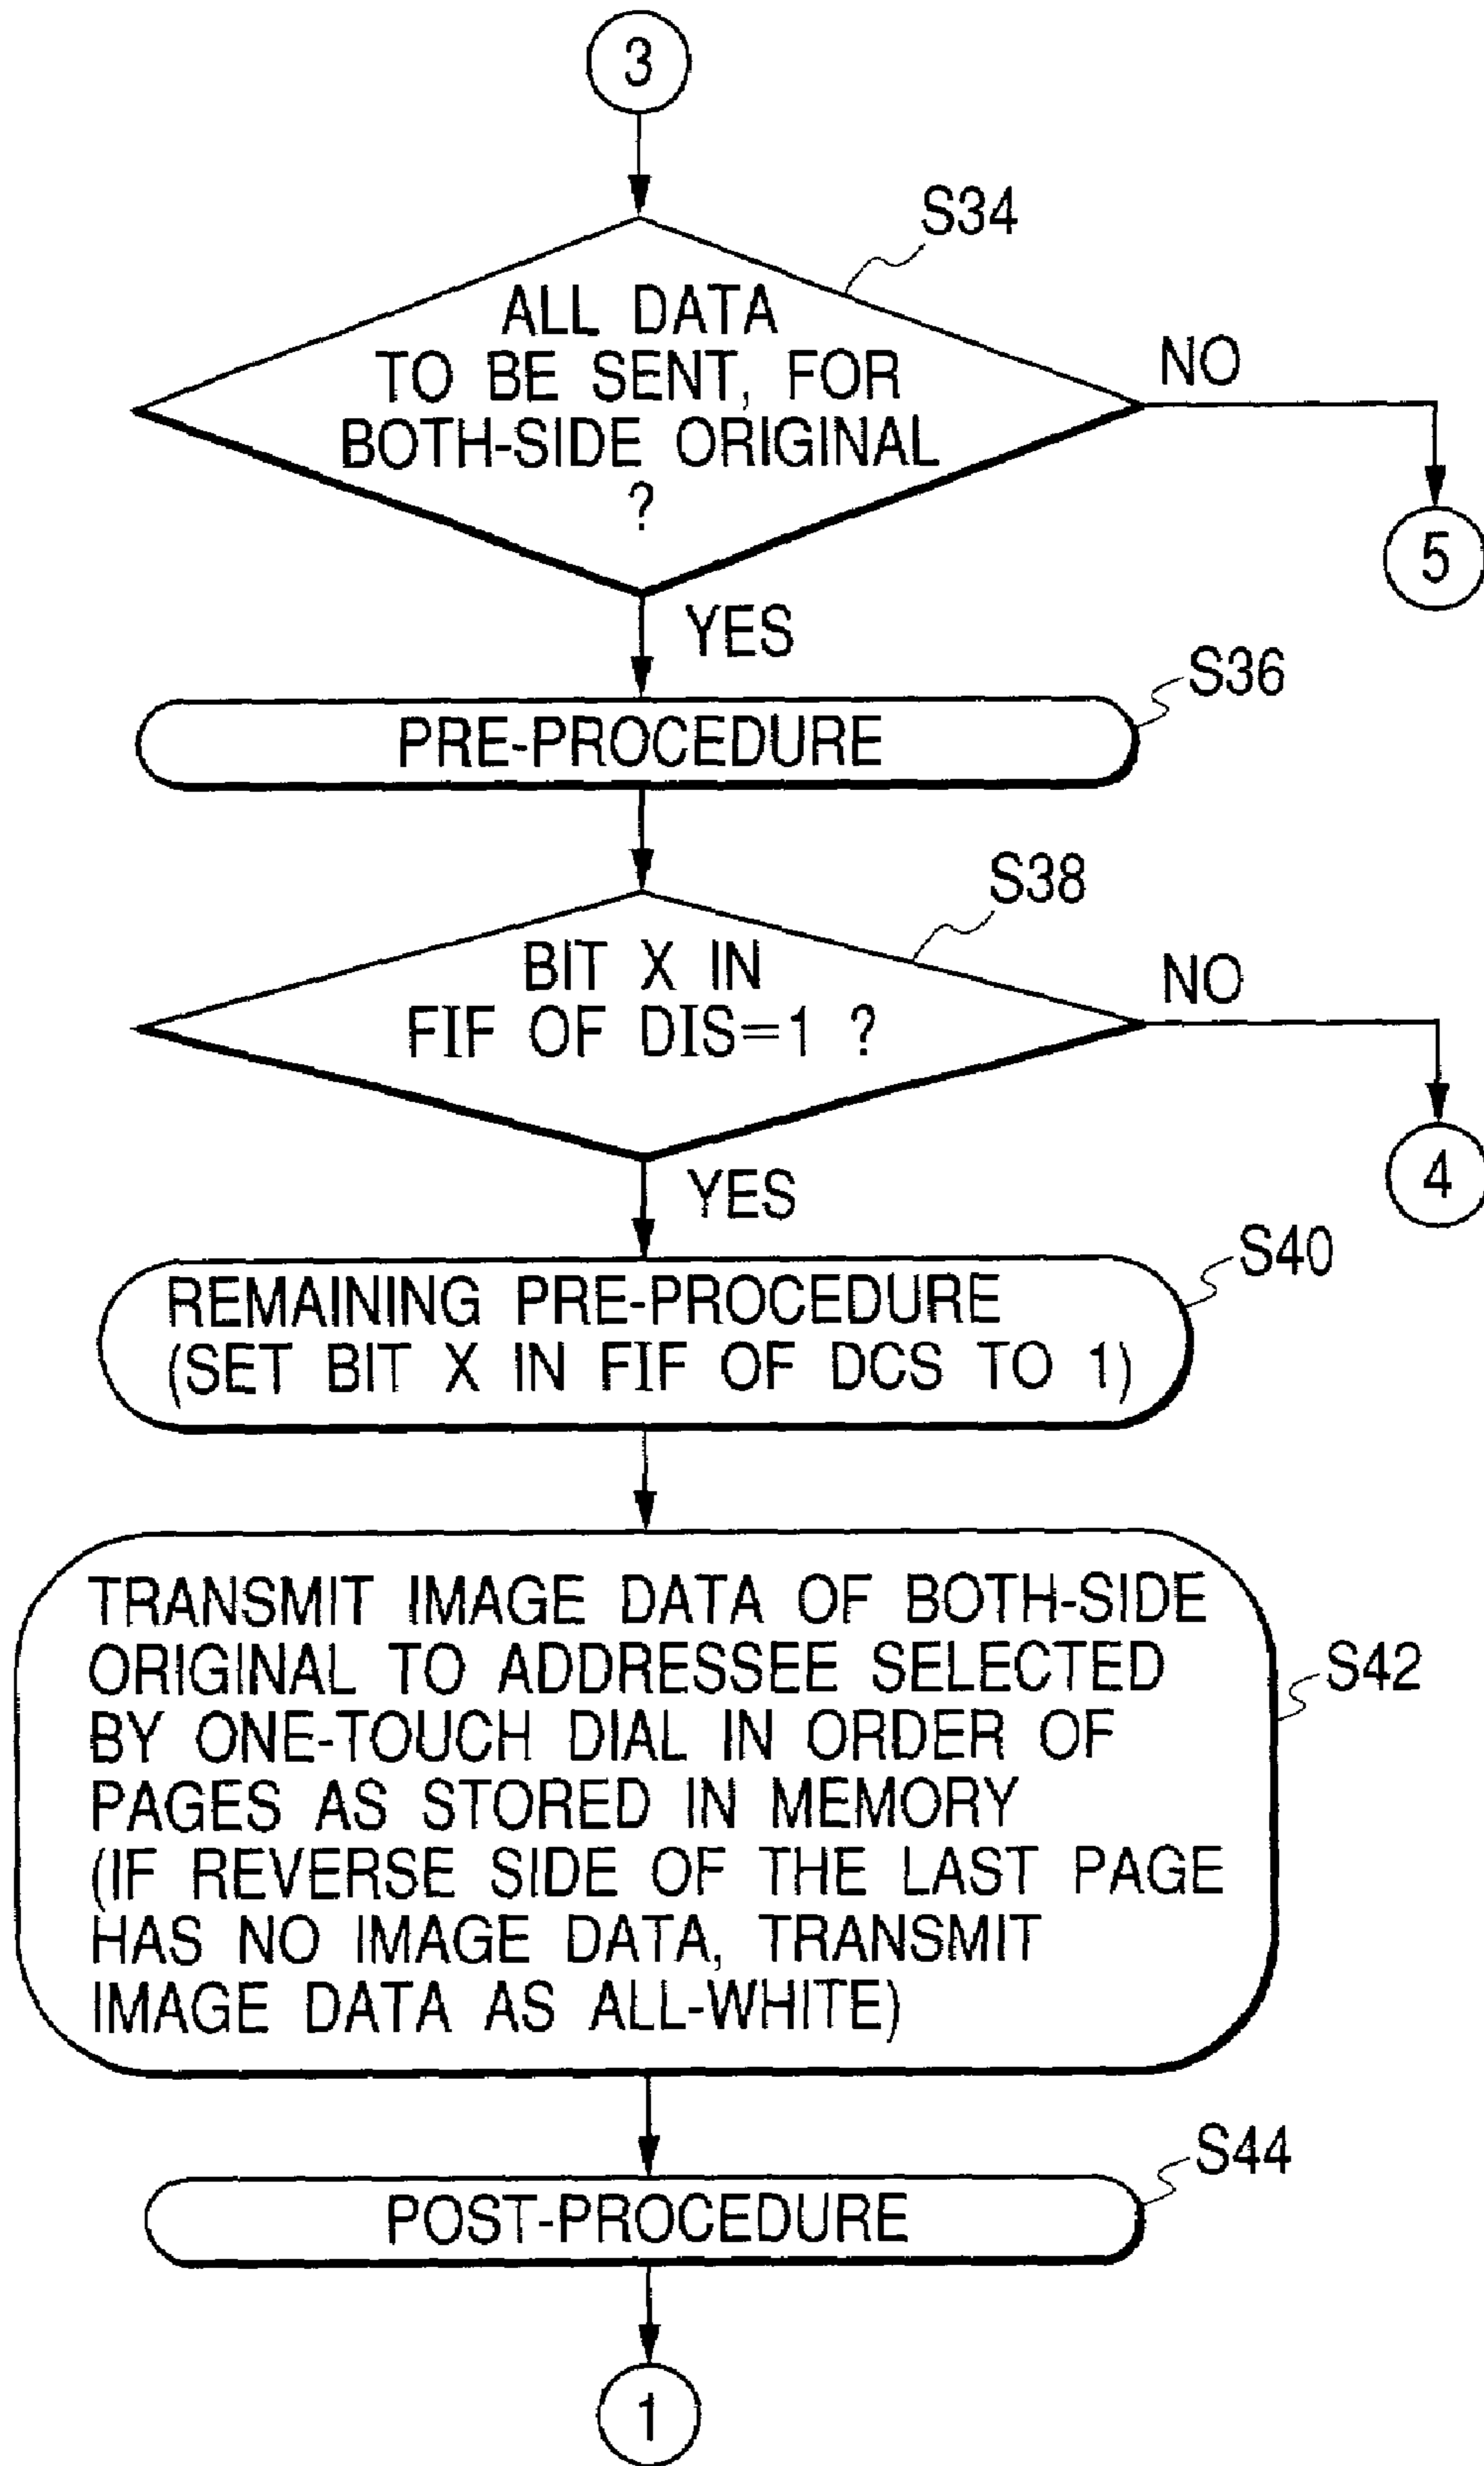 3
S34
ALL DATA
TO BE SENT, FOR
BOTH-SIDE ORIGINAL
?
NO
5
YES
S36
PRE-PROCEDURE
S38
BIT X IN
FIF OF DIS=1 ?
NO
4
YES
S40
REMAINING PRE-PROCEDURE
(SET BIT X IN FIF OF DCS TO 1)
S42
TRANSMIT IMAGE DATA OF BOTH-SIDE
ORIGINAL TO ADDRESSEE SELECTED
BY ONE-TOUCH DIAL IN ORDER OF
PAGES AS STORED IN MEMORY
(IF REVERSE SIDE OF THE LAST PAGE
HAS NO IMAGE DATA, TRANSMIT
IMAGE DATA AS ALL-WHITE)
S44
POST-PROCEDURE
1